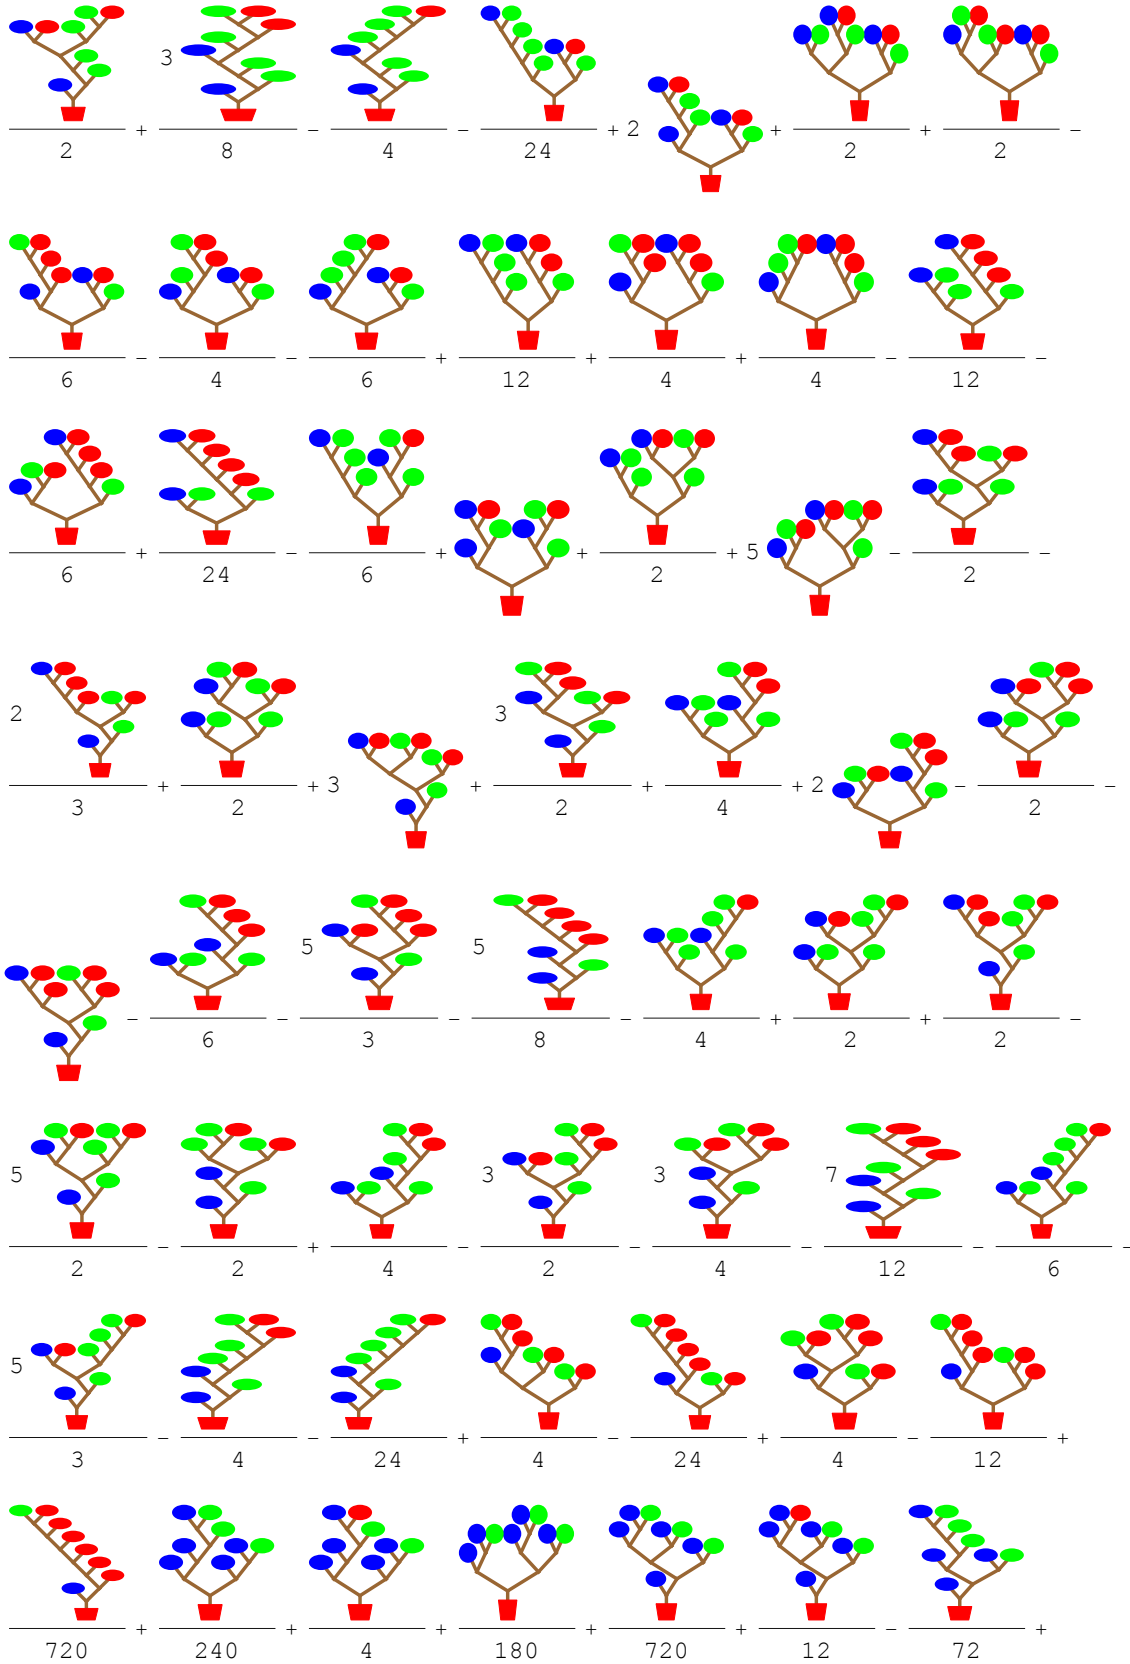 2 + 3 8 - 4 - 24 + 2 + 2 + 2 -
6 - 4 - 6 + 12 + 4 + 4 - 12 -
6 + 24 - 6 + + 2 + 5 - 2 -
2 3 + 2 + 3 + 3 2 + 4 + 2 - 2 -
- 6 - 5 3 - 5 8 - 4 + 2 + 2 -
5 2 - 2 + 4 - 3 2 - 3 4 - 7 12 - 6 -
5 3 - 4 - 24 + 4 - 24 + 4 - 12 +
720 + 240 + 4 + 180 + 720 + 12 - 72 +